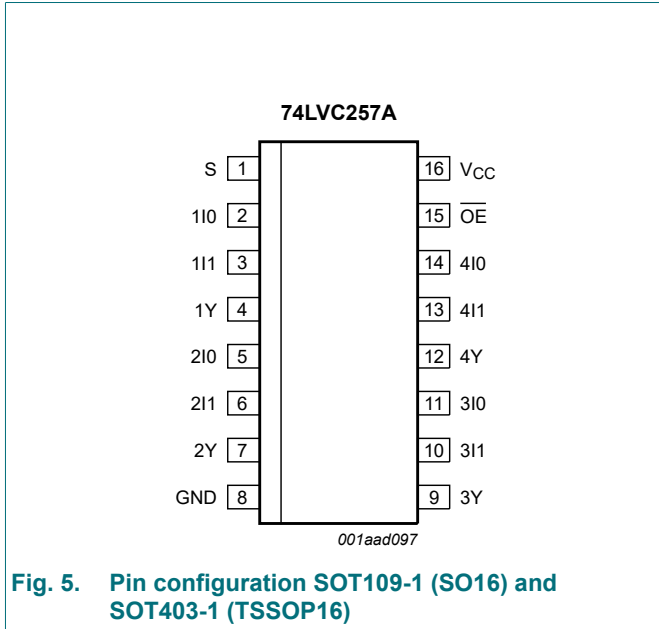 74LVC257A
S 1 16 VCC
1I0 2 15 OE
1I1 3 14 4I0
1Y 4 13 4I1
2I0 5 12 4Y
2I1 6 11 3I0
2Y 7 10 3I1
GND 8 9 3Y
001aad097
Fig. 5. Pin configuration SOT109-1 (SO16) and
SOT403-1 (TSSOP16)